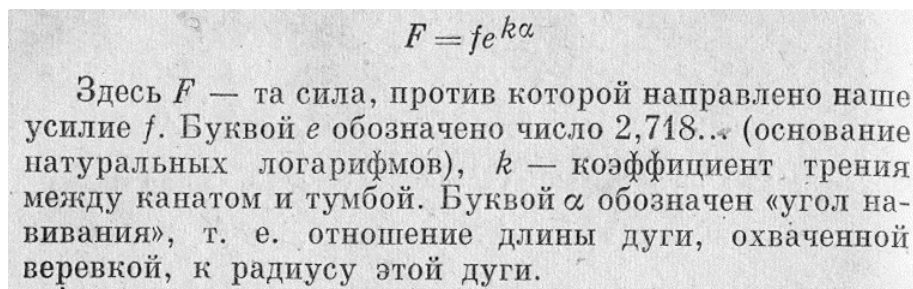 F = fe^{kα}
Здесь F — та сила, против которой направлено наше
усилие f. Буквой e обозначено число 2,718... (основание
натуральных логарифмов), k — коэффициент трения
между канатом и тумбой. Буквой α обозначен «угол на-
вивания», т. е. отношение длины дуги, охваченной
веревкой, к радиусу этой дуги.